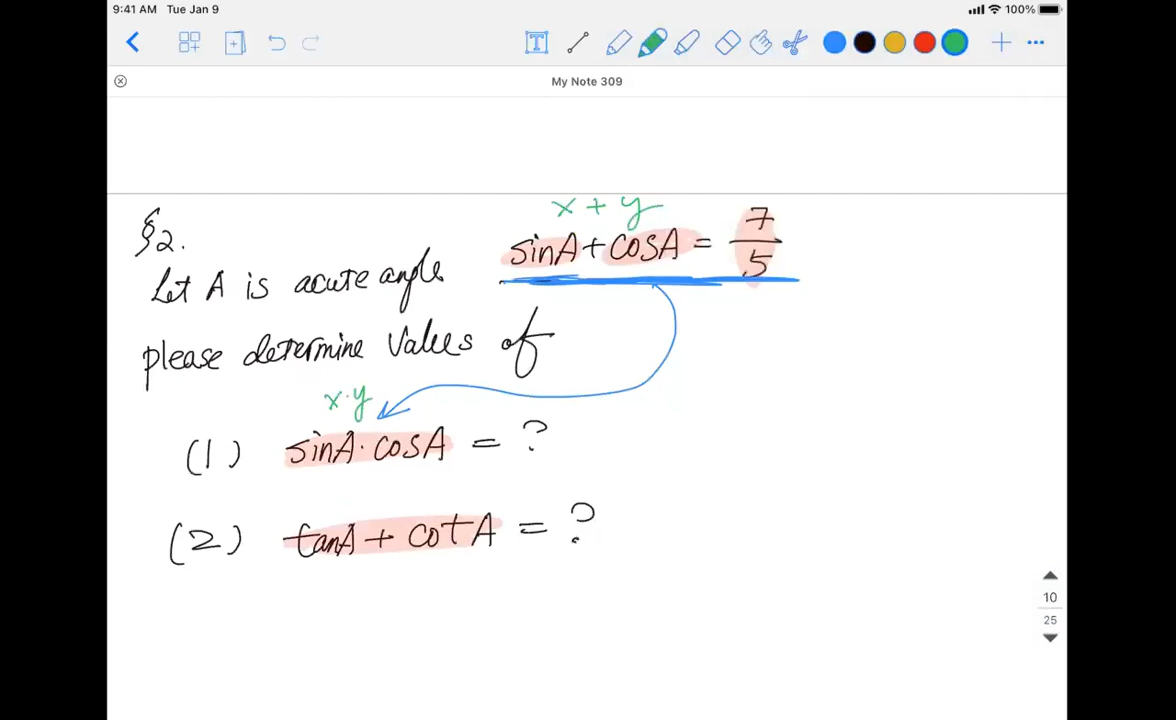 9:41 AM Tue Jan 9
100%
T
My Note 309
x + y
§2.
sinA + cosA = 7/5
Let A is acute angle
please determine Values of
x·y
(1) sinA·cosA = ?
(2) tanA + cotA = ?
10
25